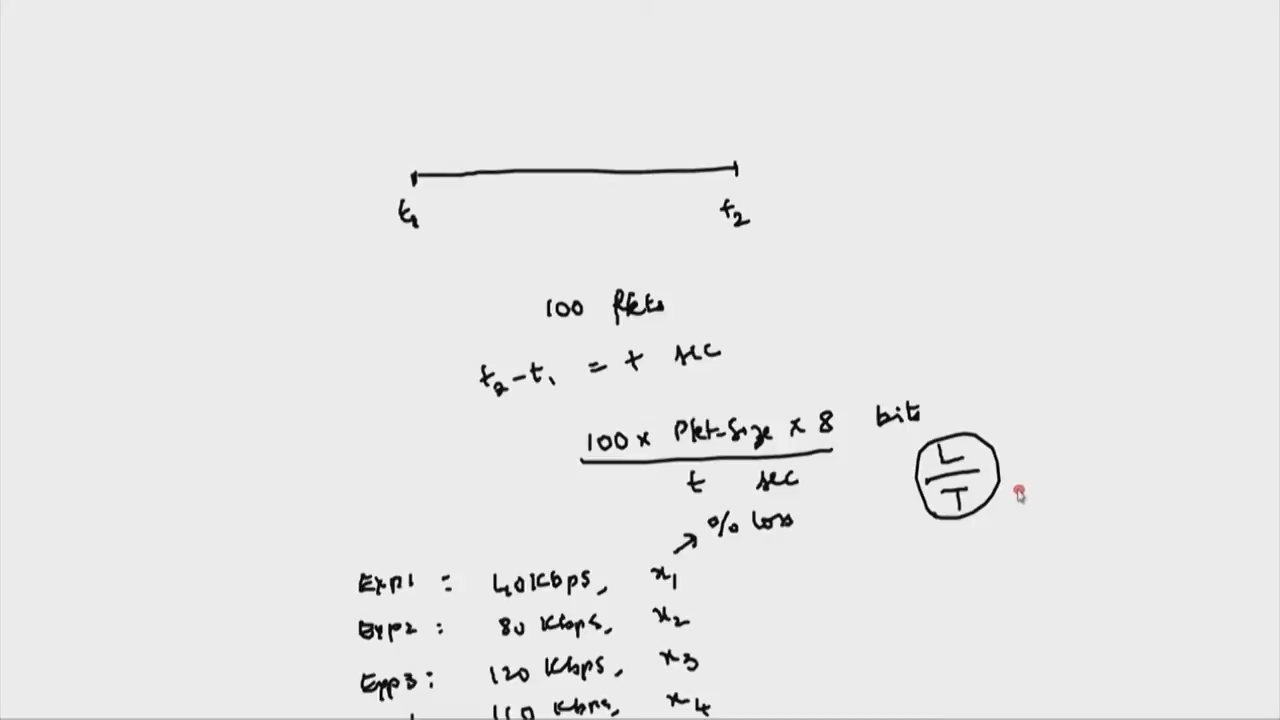 t1 t2
100 Pkts
t2-t1 = t sec
100 x Pkt-Size x 8 bits
t sec
L
T
% loss
Exp1 : 40 Kbps, x1
Exp2 : 80 Kbps, x2
Exp3 : 120 Kbps, x3
Kbps, x4